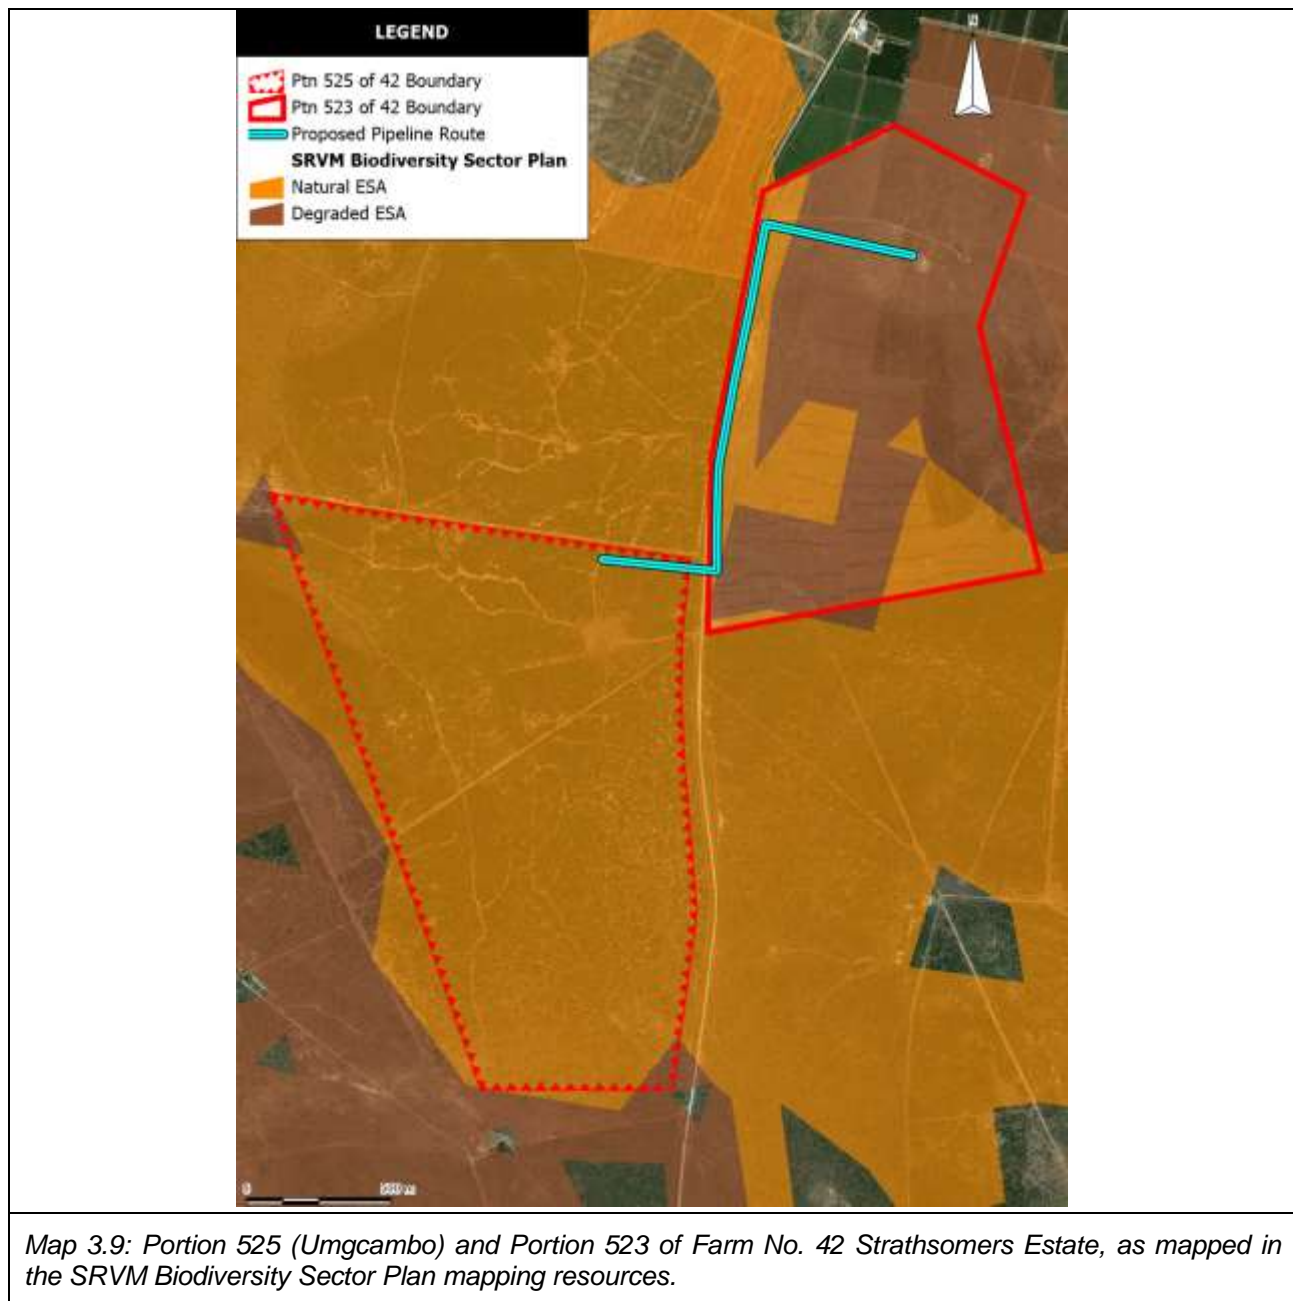 LEGEND
Ptn 525 of 42 Boundary
Ptn 523 of 42 Boundary
Proposed Pipeline Route
SRVM Biodiversity Sector Plan
Natural ESA
Degraded ESA
0 500 m
Map 3.9: Portion 525 (Umgcambo) and Portion 523 of Farm No. 42 Strathsomers Estate, as mapped in
the SRVM Biodiversity Sector Plan mapping resources.